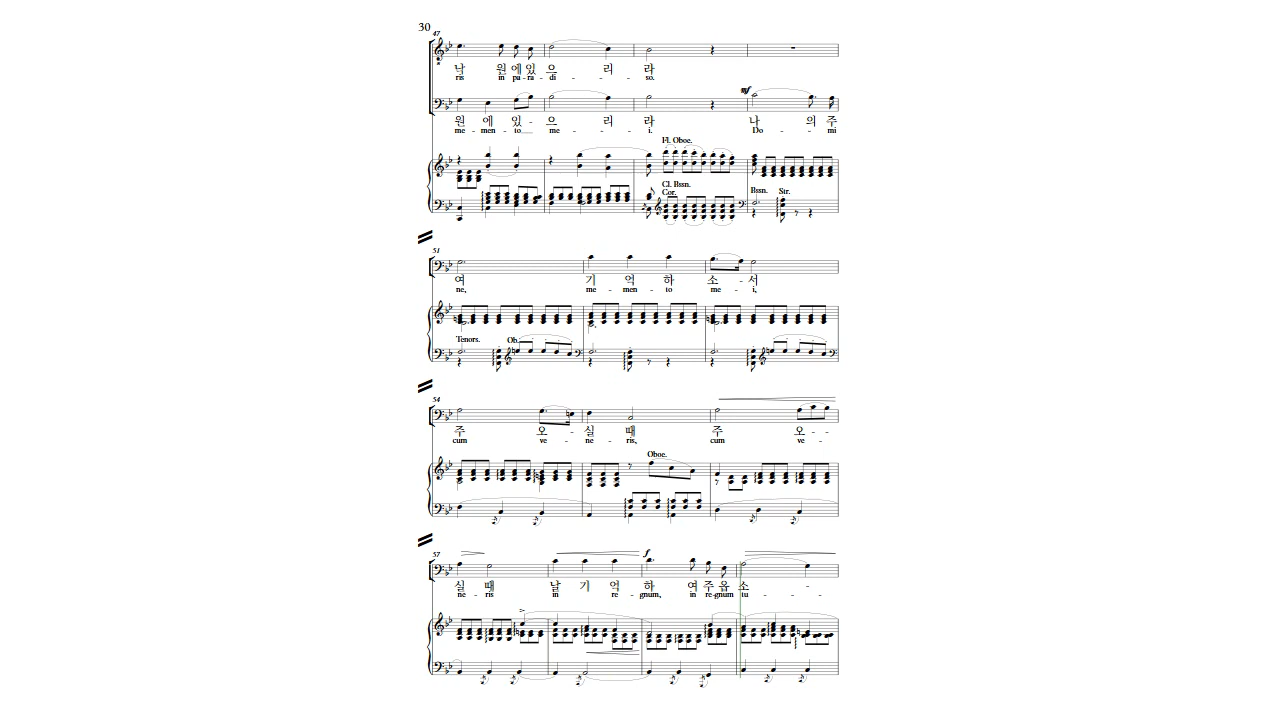 30
47
낙 원에있 으 리 라
ris in pa - ra - di - - so.
mf
원 에 있 - 으 리 라 나 의 주
me - men - to me - - i. Do - - mi
Fl. Oboe.
Cl. Bssn.
Cor.
Bssn. Str.
51
여 기 억 하 소 - 서
ne, me - men - to me - i,
Tenors. Ob.
54
주 오 - 실 때 주 오 - -
cum ve - ne - ris, cum ve -
Oboe.
57
f
실 때 날 기 억 하 여 주 옵 소 -
ne - ris in re - gnum, in re-gnum tu - - -